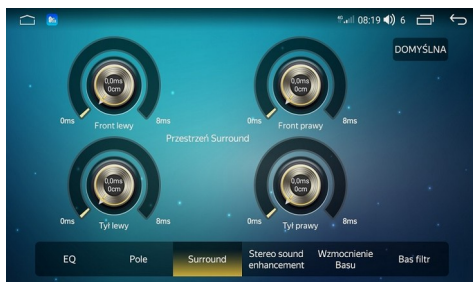 08:19 6
DOMYŚLNA
0,0ms
0cm
0ms 8ms
Front lewy
0,0ms
0cm
0ms 8ms
Front prawy
Przestrzeń Surround
0,0ms
0cm
0ms 8ms
Tył lewy
0,0ms
0cm
0ms 8ms
Tył prawy
EQ
Pole
Surround
Stereo sound
enhancement
Wzmocnienie
Basu
Bas filtr